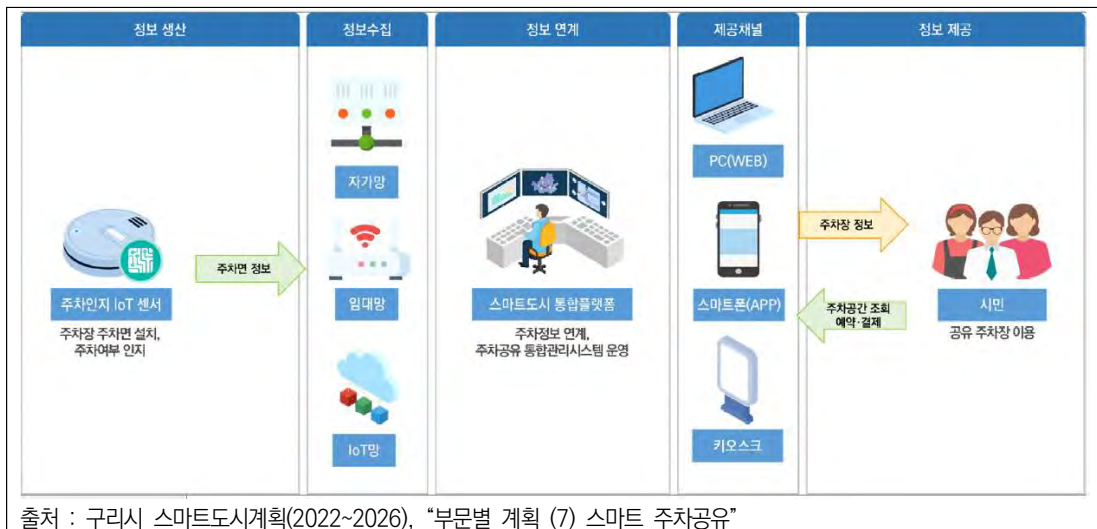 정보 생산
정보수집
정보 연계
제공채널
정보 제공
자가망
PC(WEB)
주차면 정보
주차장 정보
주차인지 IoT 센서
주차장 주차면 설치,
주차여부 인지
임대망
스마트도시 통합플랫폼
주차정보 연계,
주차공유 통합관리시스템 운영
스마트폰(APP)
주차공간 조회
예약·결제
시민
공유 주차장 이용
IoT망
키오스크
출처 : 구리시 스마트도시계획(2022~2026), “부문별 계획 (7) 스마트 주차공유”